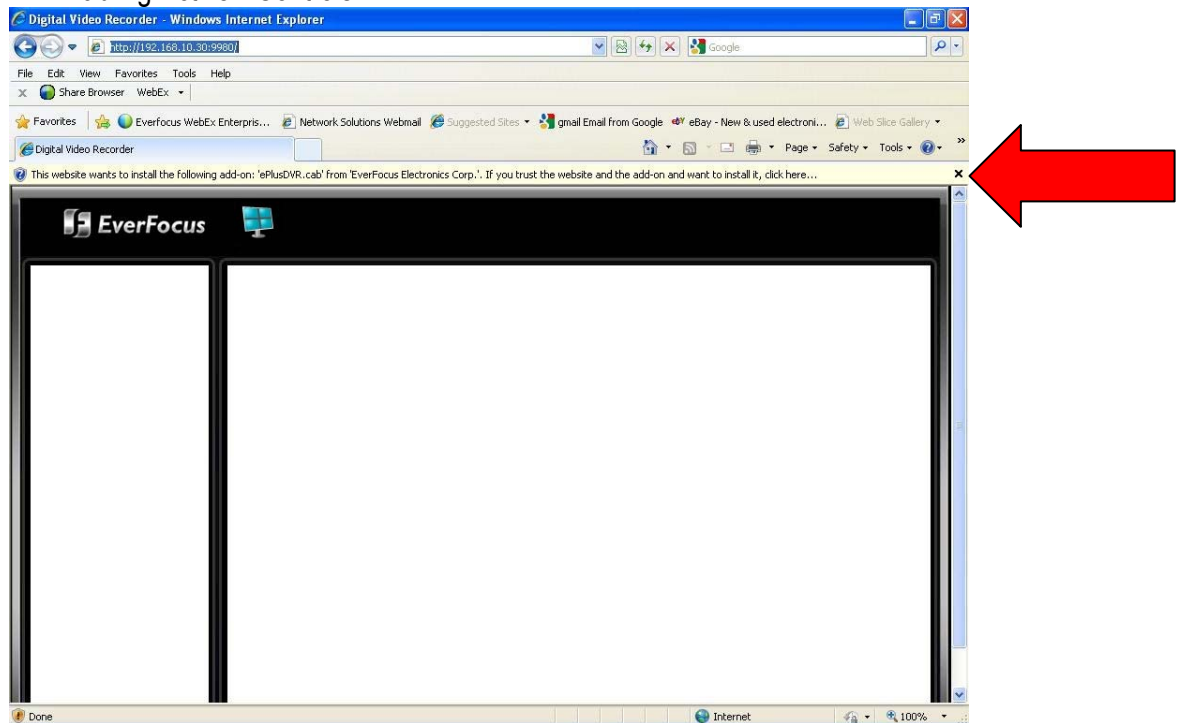 Digital Video Recorder - Windows Internet Explorer
http://192.168.10.30:9980/
Google
File Edit View Favorites Tools Help
x Share Browser WebEx
Favorites Everfocus WebEx Enterpris... Network Solutions Webmail Suggested Sites gmail Email from Google eBay - New & used electroni... Web Slice Gallery
Digital Video Recorder Page Safety Tools »
This website wants to install the following add-on: 'ePlusDVR.cab' from 'EverFocus Electronics Corp.'. If you trust the website and the add-on and want to install it, click here...
EverFocus
Done Internet 100%